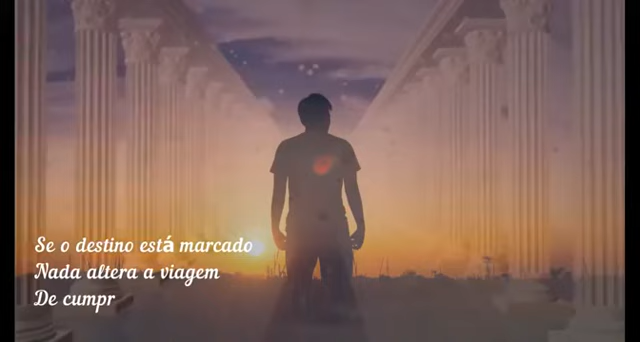 Se o destino está marcado
Nada altera a viagem
De cumpr